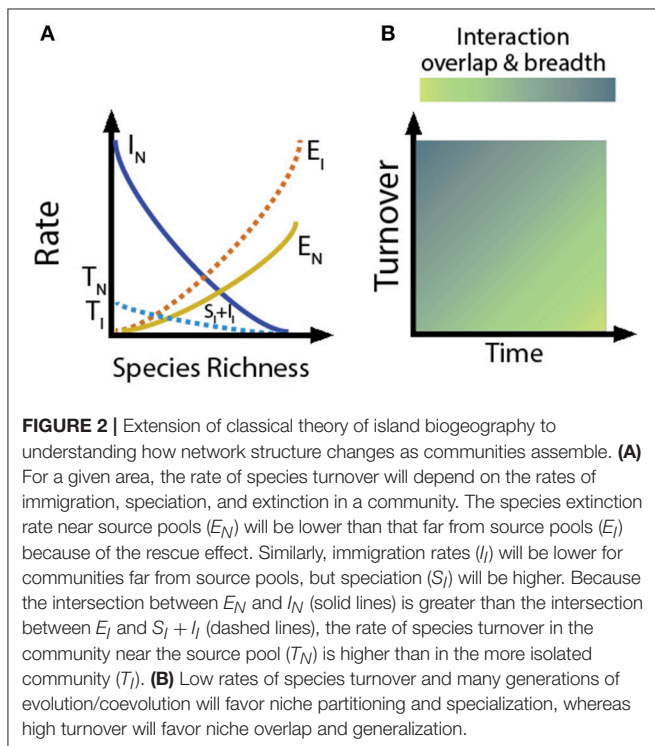 A
B
Interaction
overlap & breadth
I_N
E_I
E_N
Rate
T_N
T_I
S_I+I_I
Species Richness
Turnover
Time
FIGURE 2 | Extension of classical theory of island biogeography to
understanding how network structure changes as communities assemble. (A)
For a given area, the rate of species turnover will depend on the rates of
immigration, speciation, and extinction in a community. The species extinction
rate near source pools (E_N) will be lower than that far from source pools (E_I)
because of the rescue effect. Similarly, immigration rates (I_I) will be lower for
communities far from source pools, but speciation (S_I) will be higher. Because
the intersection between E_N and I_N (solid lines) is greater than the intersection
between E_I and S_I + I_I (dashed lines), the rate of species turnover in the
community near the source pool (T_N) is higher than in the more isolated
community (T_I). (B) Low rates of species turnover and many generations of
evolution/coevolution will favor niche partitioning and specialization, whereas
high turnover will favor niche overlap and generalization.